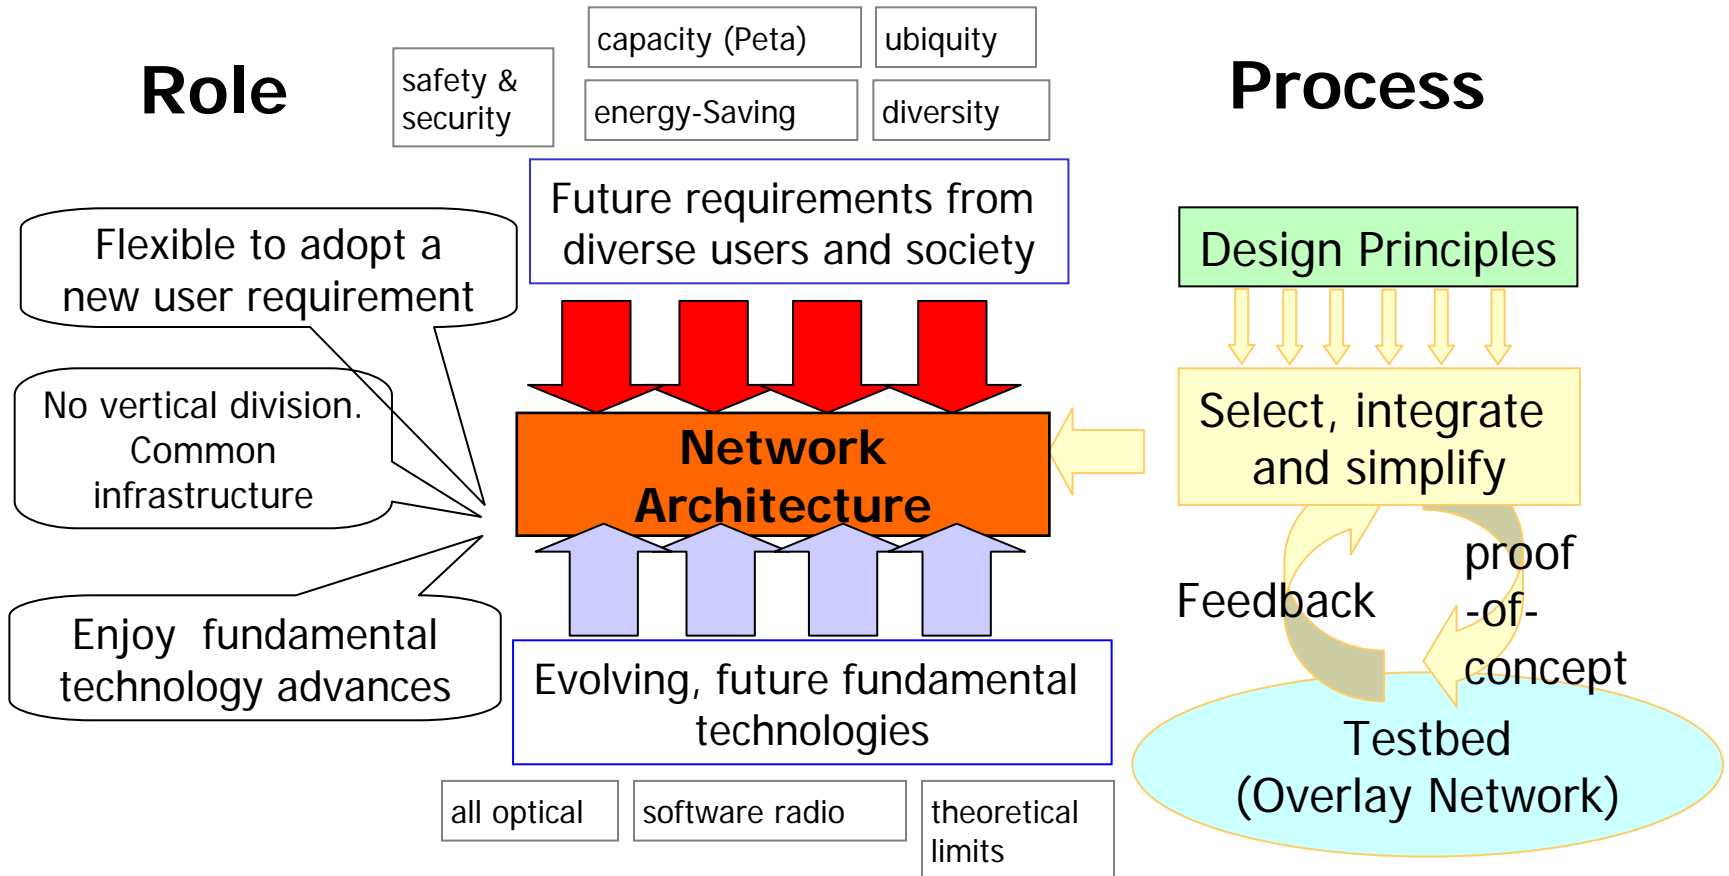 Role
Process
capacity (Peta)
ubiquity
safety &
security
energy-Saving
diversity
Future requirements from
diverse users and society
Flexible to adopt a
new user requirement
No vertical division.
Common
infrastructure
Enjoy fundamental
technology advances
Network
Architecture
Evolving, future fundamental
technologies
all optical
software radio
theoretical
limits
Design Principles
Select, integrate
and simplify
Feedback
proof
-of-
concept
Testbed
(Overlay Network)